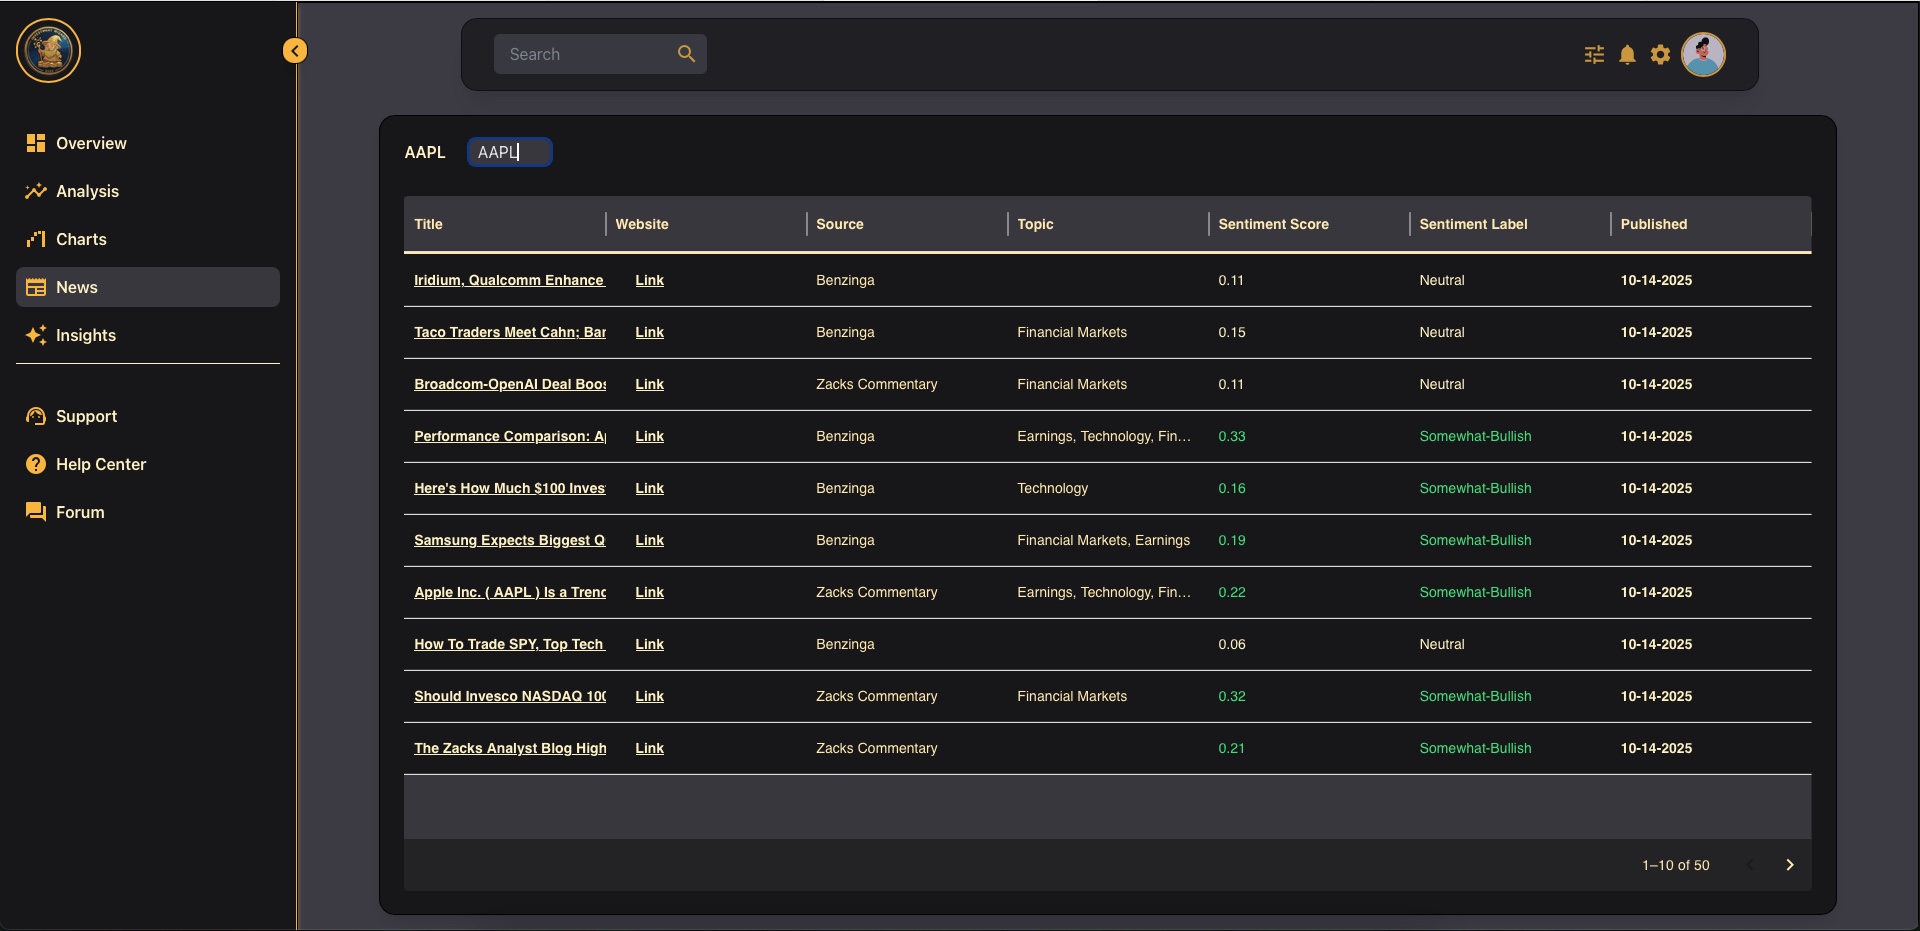 Search
Overview
Analysis
Charts
News
Insights
Support
Help Center
Forum
AAPL AAPL
Title Website Source Topic Sentiment Score Sentiment Label Published
Iridium, Qualcomm Enhance Link Benzinga 0.11 Neutral 10-14-2025
Taco Traders Meet Cahn; Bar Link Benzinga Financial Markets 0.15 Neutral 10-14-2025
Broadcom-OpenAI Deal Boos Link Zacks Commentary Financial Markets 0.11 Neutral 10-14-2025
Performance Comparison: Ap Link Benzinga Earnings, Technology, Fin... 0.33 Somewhat-Bullish 10-14-2025
Here's How Much $100 Inves Link Benzinga Technology 0.16 Somewhat-Bullish 10-14-2025
Samsung Expects Biggest Q Link Benzinga Financial Markets, Earnings 0.19 Somewhat-Bullish 10-14-2025
Apple Inc. ( AAPL ) Is a Trend Link Zacks Commentary Earnings, Technology, Fin... 0.22 Somewhat-Bullish 10-14-2025
How To Trade SPY, Top Tech Link Benzinga 0.06 Neutral 10-14-2025
Should Invesco NASDAQ 100 Link Zacks Commentary Financial Markets 0.32 Somewhat-Bullish 10-14-2025
The Zacks Analyst Blog High Link Zacks Commentary 0.21 Somewhat-Bullish 10-14-2025
1–10 of 50